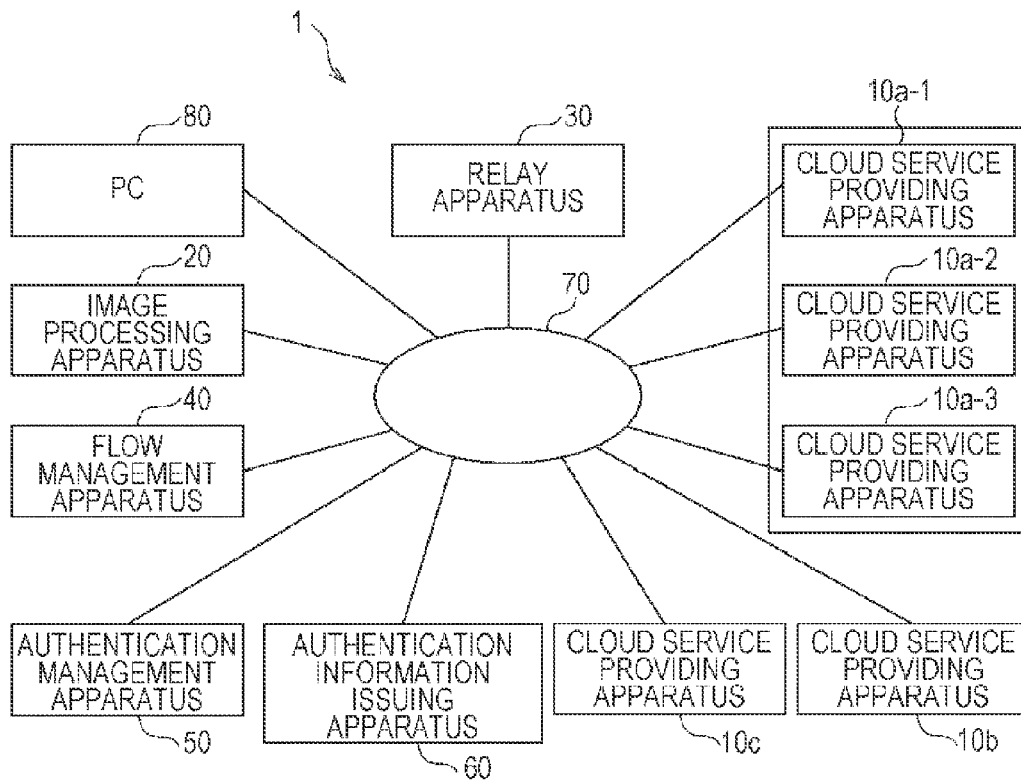 1
80
PC
30
RELAY
APPARATUS
10a-1
CLOUD SERVICE
PROVIDING
APPARATUS
20
IMAGE
PROCESSING
APPARATUS
70
10a-2
CLOUD SERVICE
PROVIDING
APPARATUS
40
FLOW
MANAGEMENT
APPARATUS
10a-3
CLOUD SERVICE
PROVIDING
APPARATUS
AUTHENTICATION
MANAGEMENT
APPARATUS
50
AUTHENTICATION
INFORMATION
ISSUING
APPARATUS
60
CLOUD SERVICE
PROVIDING
APPARATUS
10c
CLOUD SERVICE
PROVIDING
APPARATUS
10b